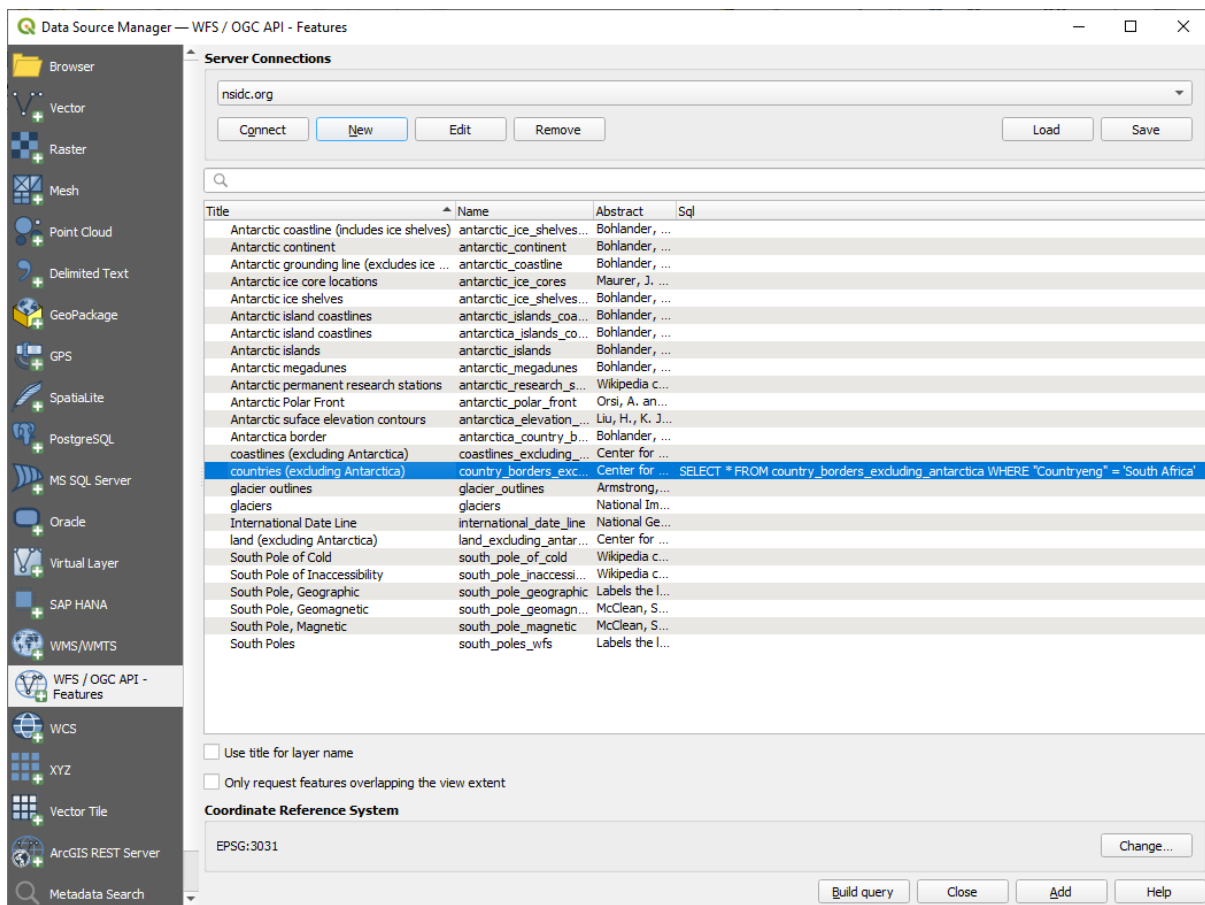 Data Source Manager — WFS / OGC API - Features
Browser
Vector
Raster
Mesh
Point Cloud
Delimited Text
GeoPackage
GPS
SpatiaLite
PostgreSQL
MS SQL Server
Oracle
Virtual Layer
SAP HANA
WMS/WMTS
WFS / OGC API -
Features
WCS
XYZ
Vector Tile
ArcGIS REST Server
Metadata Search
Server Connections
nsidc.org
Connect New Edit Remove Load Save
Title Name Abstract Sql
Antarctic coastline (includes ice shelves) antarctic_ice_shelves... Bohlander, ...
Antarctic continent antarctic_continent Bohlander, ...
Antarctic grounding line (excludes ice ... antarctic_coastline Bohlander, ...
Antarctic ice core locations antarctic_ice_cores Maurer, J. ...
Antarctic ice shelves antarctic_ice_shelves... Bohlander, ...
Antarctic island coastlines antarctic_islands_coa... Bohlander, ...
Antarctic island coastlines antarctica_islands_co... Bohlander, ...
Antarctic islands antarctic_islands Bohlander, ...
Antarctic megadunes antarctic_megadunes Bohlander, ...
Antarctic permanent research stations antarctic_research_s... Wikipedia c...
Antarctic Polar Front antarctic_polar_front Orsi, A. an...
Antarctic suface elevation contours antarctica_elevation_... Liu, H., K. J...
Antarctica border antarctica_country_b... Bohlander, ...
coastlines (excluding Antarctica) coastlines_excluding_... Center for ...
countries (excluding Antarctica) country_borders_exc... Center for ... SELECT * FROM country_borders_excluding_antarctica WHERE "Countryeng" = 'South Africa'
glacier outlines glacier_outlines Armstrong,...
glaciers glaciers National Im...
International Date Line international_date_line National Ge...
land (excluding Antarctica) land_excluding_antar... Center for ...
South Pole of Cold south_pole_of_cold Wikipedia c...
South Pole of Inaccessibility south_pole_inaccessi... Wikipedia c...
South Pole, Geographic south_pole_geographic Labels the l...
South Pole, Geomagnetic south_pole_geomagn... McClean, S...
South Pole, Magnetic south_pole_magnetic McClean, S...
South Poles south_poles_wfs Labels the l...
Use title for layer name
Only request features overlapping the view extent
Coordinate Reference System
EPSG:3031 Change...
Build query Close Add Help